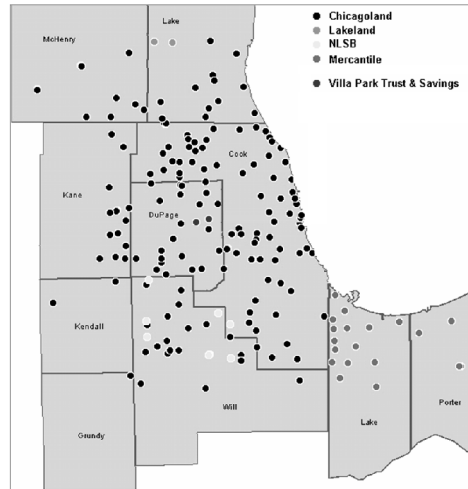 Chicagoland
Lakeland
NLSB
Mercantile
Villa Park Trust & Savings
Lake
McHenry
Cook
Kane
DuPage
Kendall
Will
Grundy
Lake
Porter